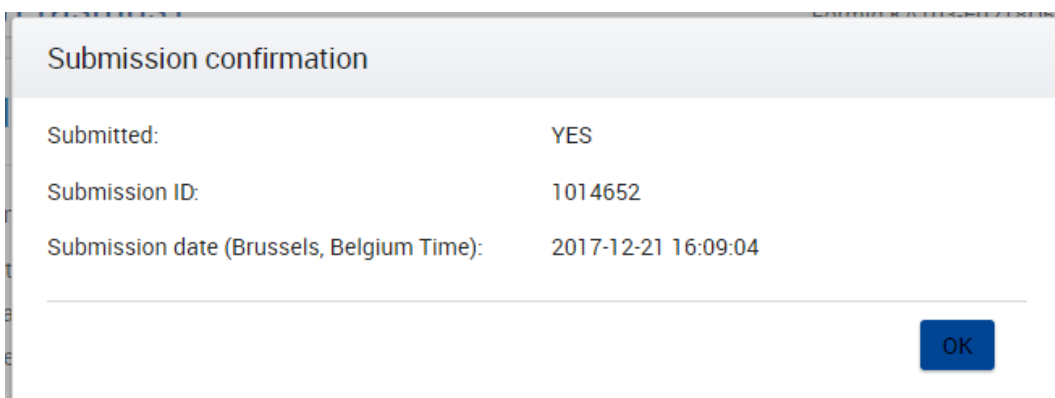 Submission confirmation
Submitted: YES
Submission ID: 1014652
Submission date (Brussels, Belgium Time): 2017-12-21 16:09:04
OK